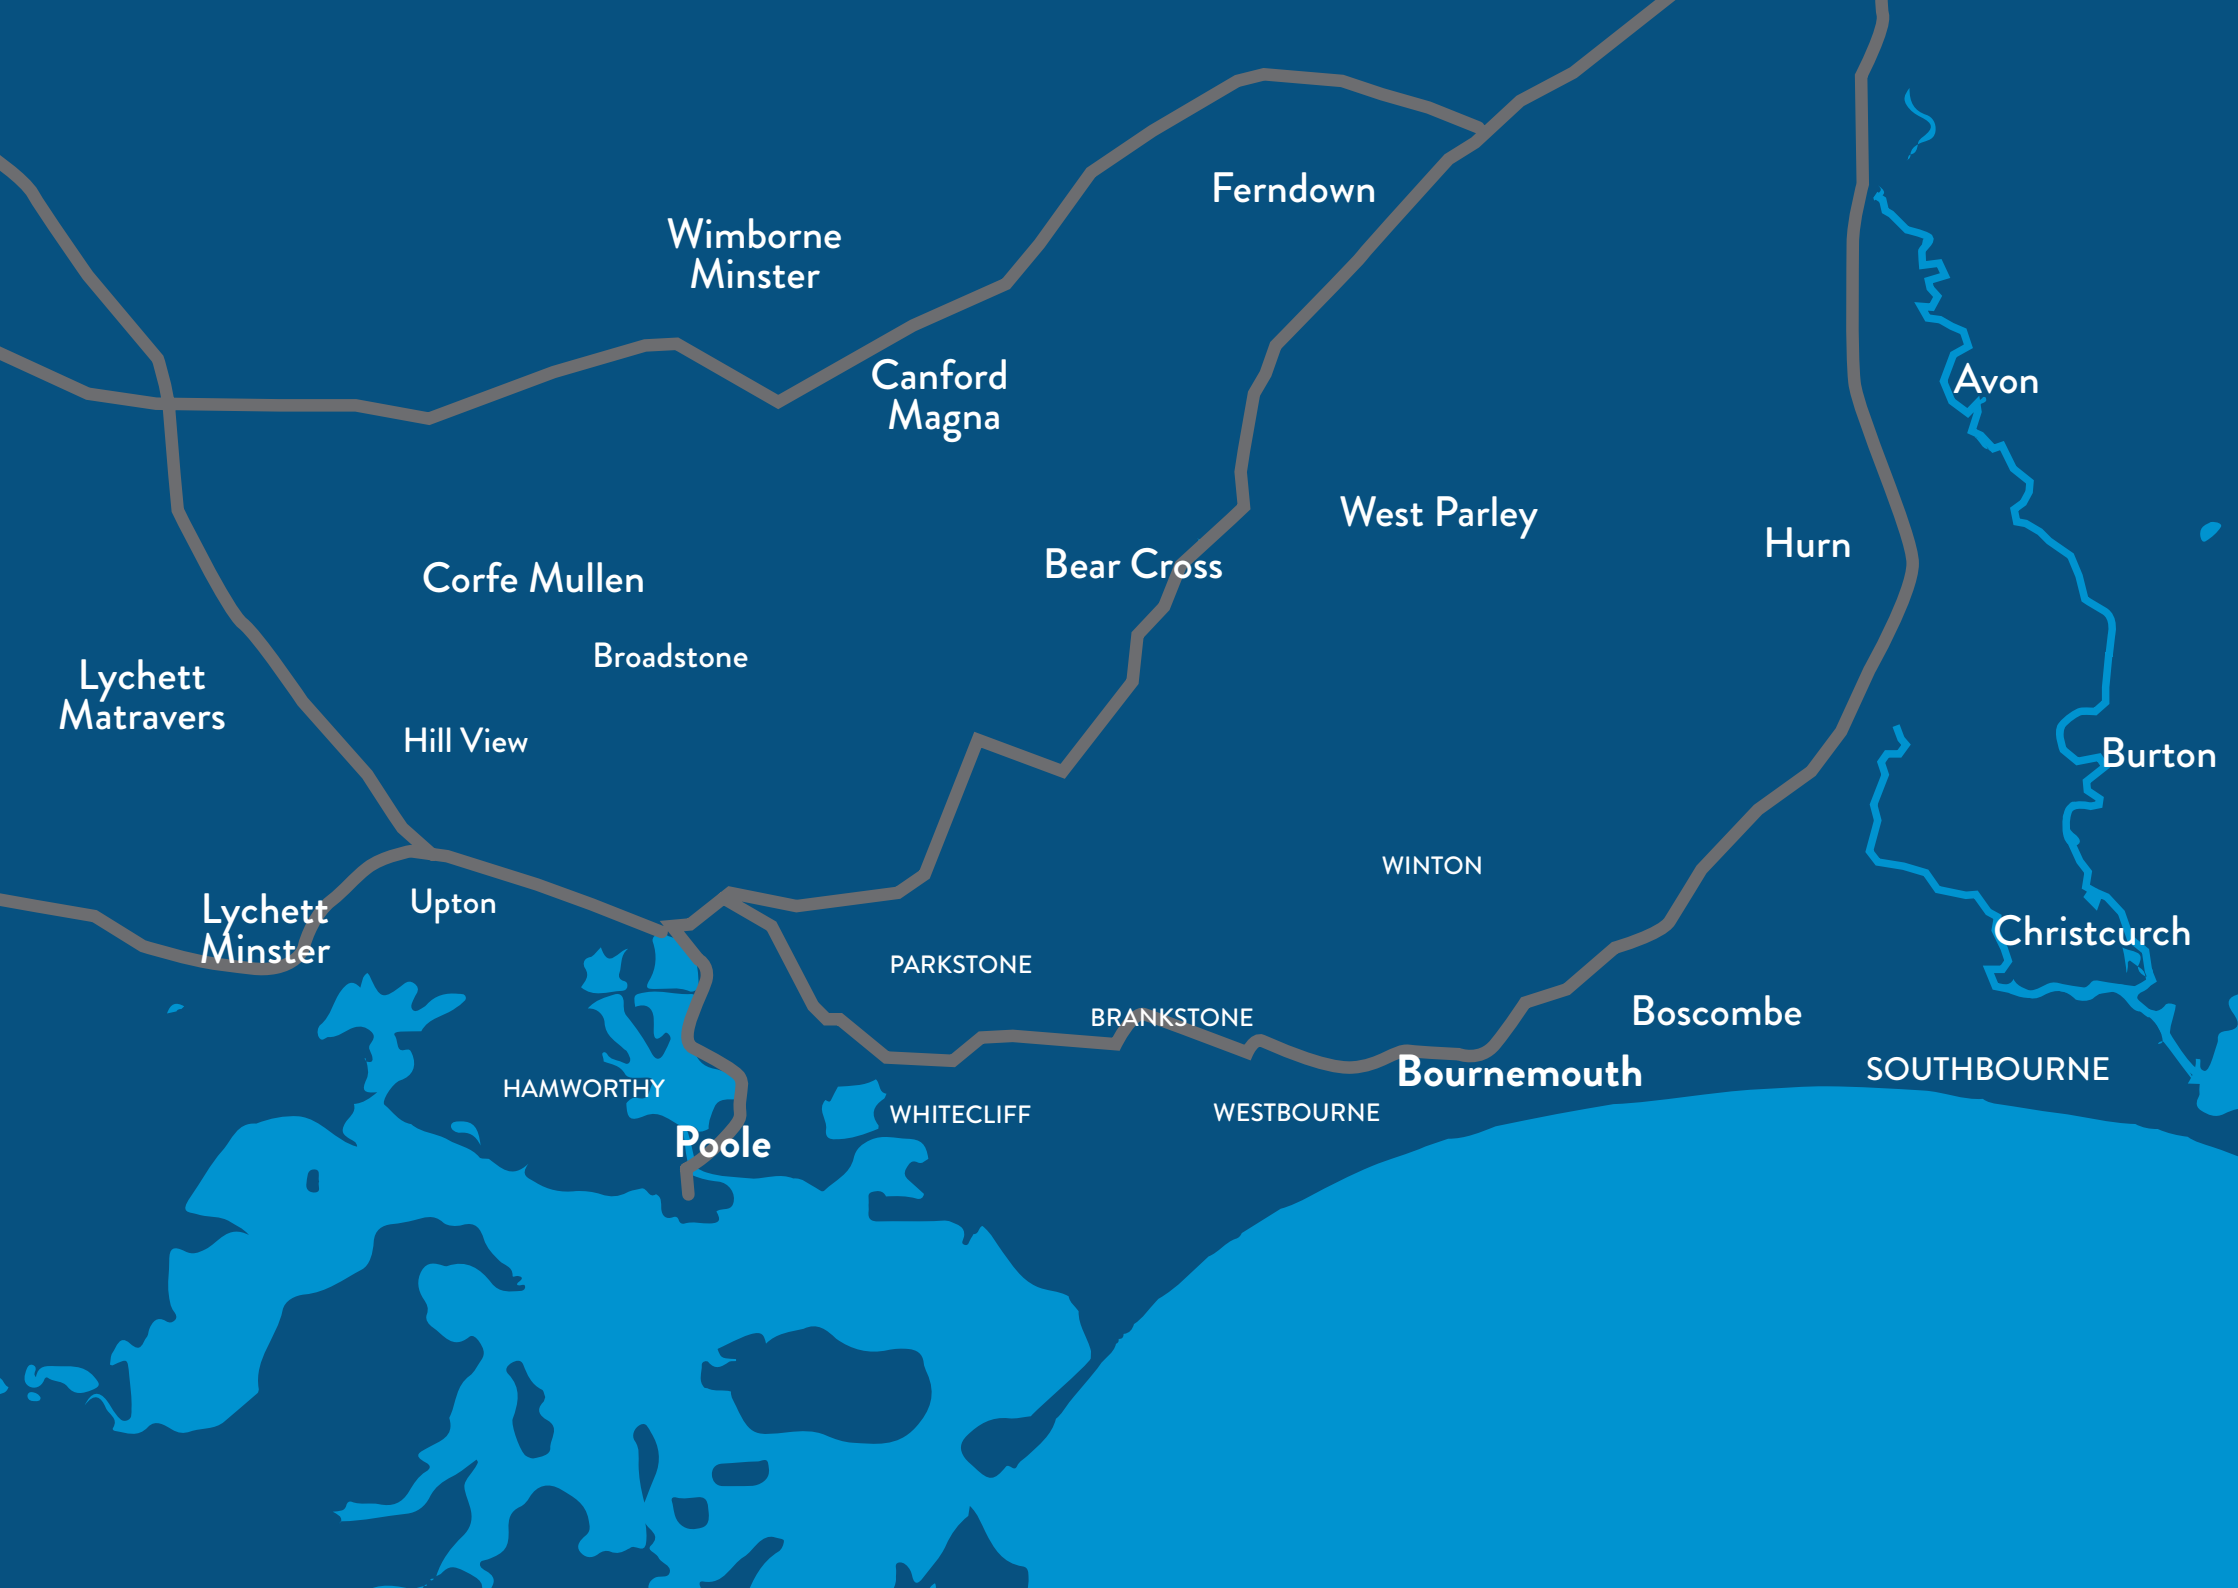 Ferndown
Wimborne
Minster
Canford
Magna
Avon
West Parley
Hurn
Bear Cross
Corfe Mullen
Broadstone
Lychett
Matravers
Hill View
Burton
WINTON
Upton
Lychett
Minster
Christcurch
PARKSTONE
BRANKSTONE
Boscombe
Bournemouth
SOUTHBOURNE
HAMWORTHY
WHITECLIFF
WESTBOURNE
Poole